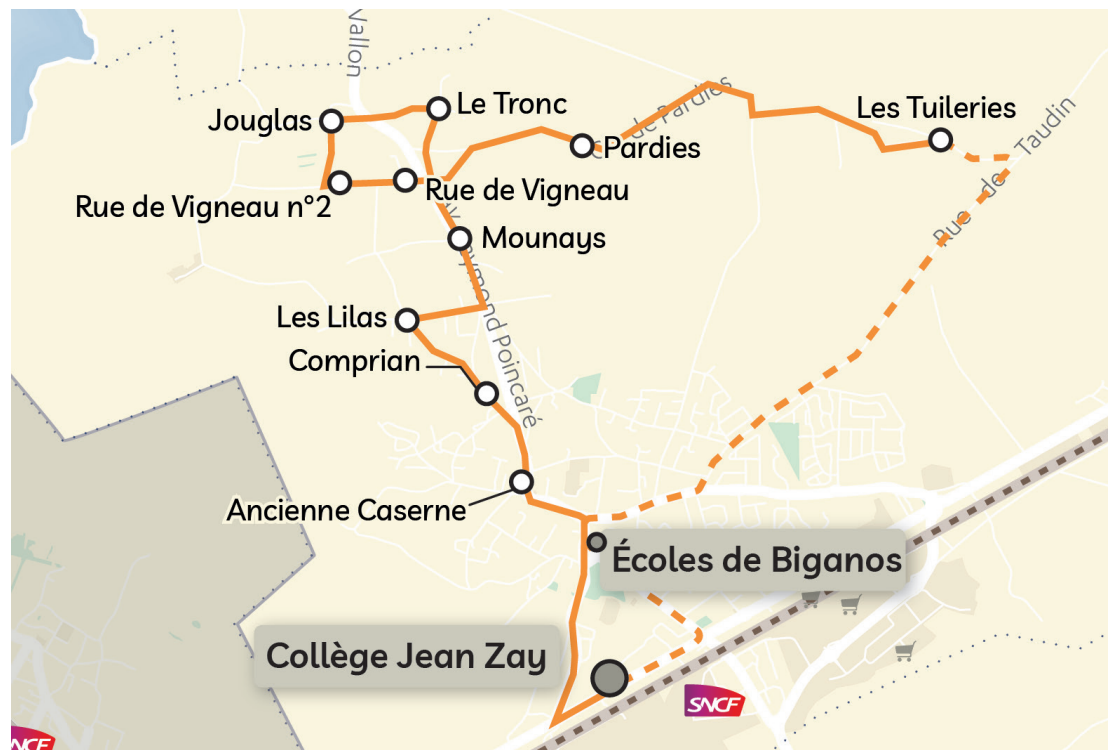 Vallon
Le Tronc
Jouglas
de Pardies
Les Tuileries
Taudin
Pardies
Rue de Vigneau
Rue de Vigneau n°2
Rue de
Mounays
Raymond Poincaré
Les Lilas
Comprian
Ancienne Caserne
Écoles de Biganos
Collège Jean Zay
SNCF